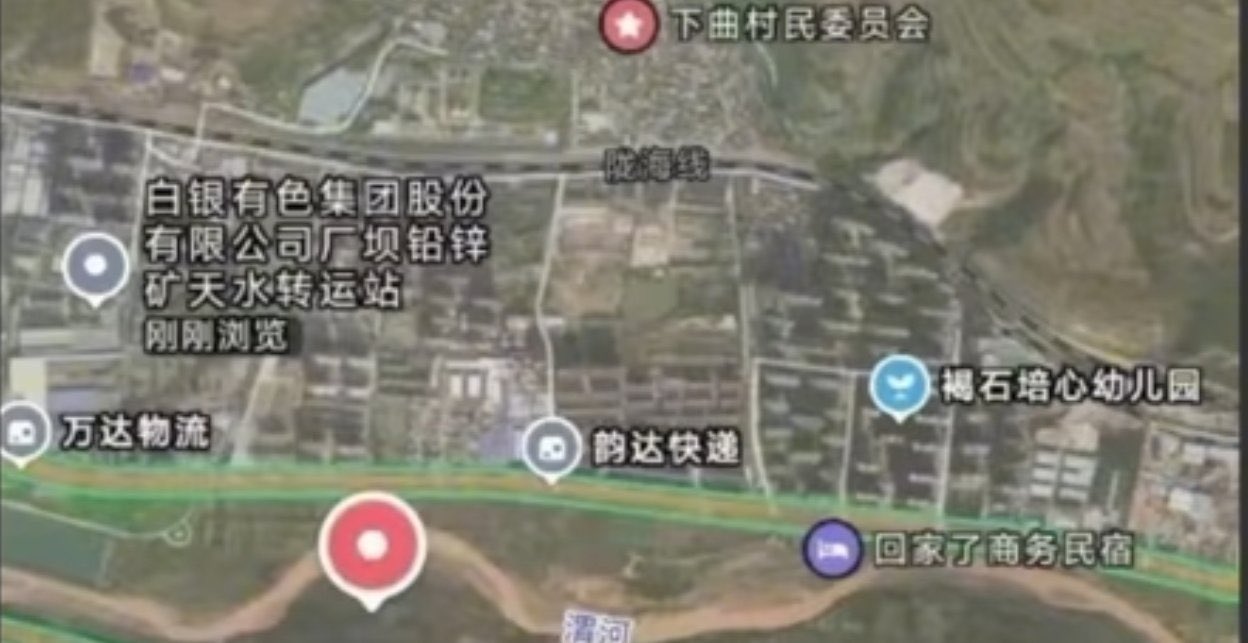 下曲村民委员会
陇海线
白银有色集团股份
有限公司厂坝铅锌
矿天水转运站
刚刚浏览
褐石培心幼儿园
万达物流
韵达快递
回家了商务民宿
渭河